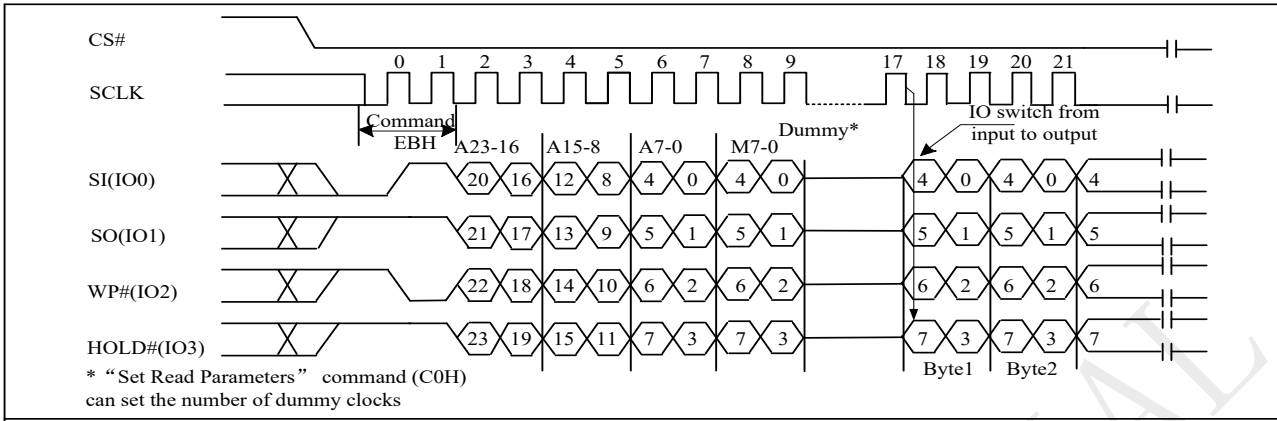 CS#
0 1 2 3 4 5 6 7 8 9 17 18 19 20 21
SCLK
Command
EBH
IO switch from
input to output
Dummy*
A23-16 A15-8 A7-0 M7-0
SI(IO0) 20 16 12 8 4 0 4 0 4 0 4 0 4
SO(IO1) 21 17 13 9 5 1 5 1 5 1 5 1 5
WP#(IO2) 22 18 14 10 6 2 6 2 6 2 6 2 6
HOLD#(IO3) 23 19 15 11 7 3 7 3 7 3 7 3 7
Byte1 Byte2
* “Set Read Parameters” command (C0H)
can set the number of dummy clocks